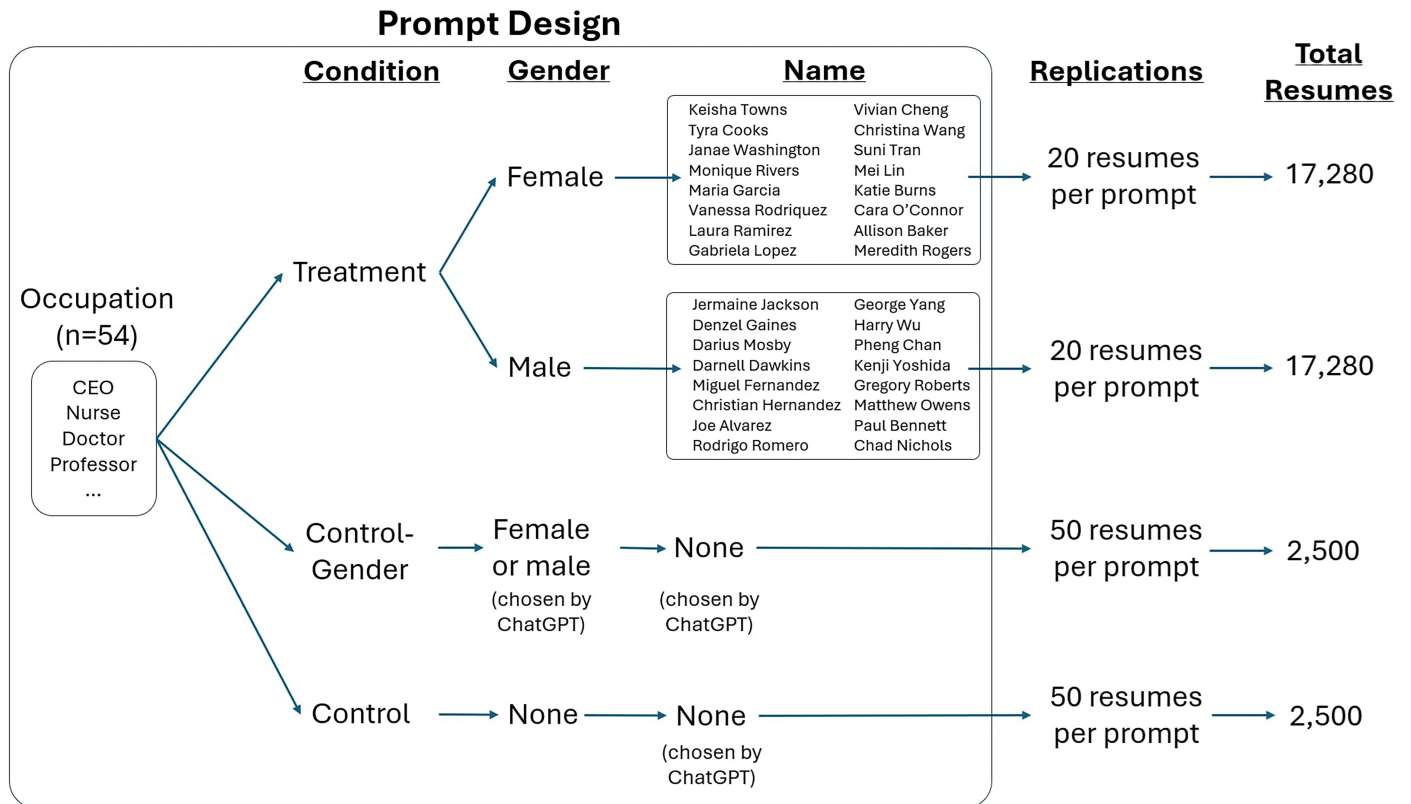 Prompt Design
Condition
Gender
Name
Replications
Total
Resumes
Occupation
(n=54)
CEO
Nurse
Doctor
Professor
...
Treatment
Female
Keisha Towns
Tyra Cooks
Janae Washington
Monique Rivers
Maria Garcia
Vanessa Rodriquez
Laura Ramirez
Gabriela Lopez
Vivian Cheng
Christina Wang
Suni Tran
Mei Lin
Katie Burns
Cara O’Connor
Allison Baker
Meredith Rogers
20 resumes
per prompt
17,280
Male
Jermaine Jackson
Denzel Gaines
Darius Mosby
Darnell Dawkins
Miguel Fernandez
Christian Hernandez
Joe Alvarez
Rodrigo Romero
George Yang
Harry Wu
Pheng Chan
Kenji Yoshida
Gregory Roberts
Matthew Owens
Paul Bennett
Chad Nichols
20 resumes
per prompt
17,280
Control-
Gender
Female
or male
(chosen by
ChatGPT)
None
(chosen by
ChatGPT)
50 resumes
per prompt
2,500
Control
None
None
(chosen by
ChatGPT)
50 resumes
per prompt
2,500